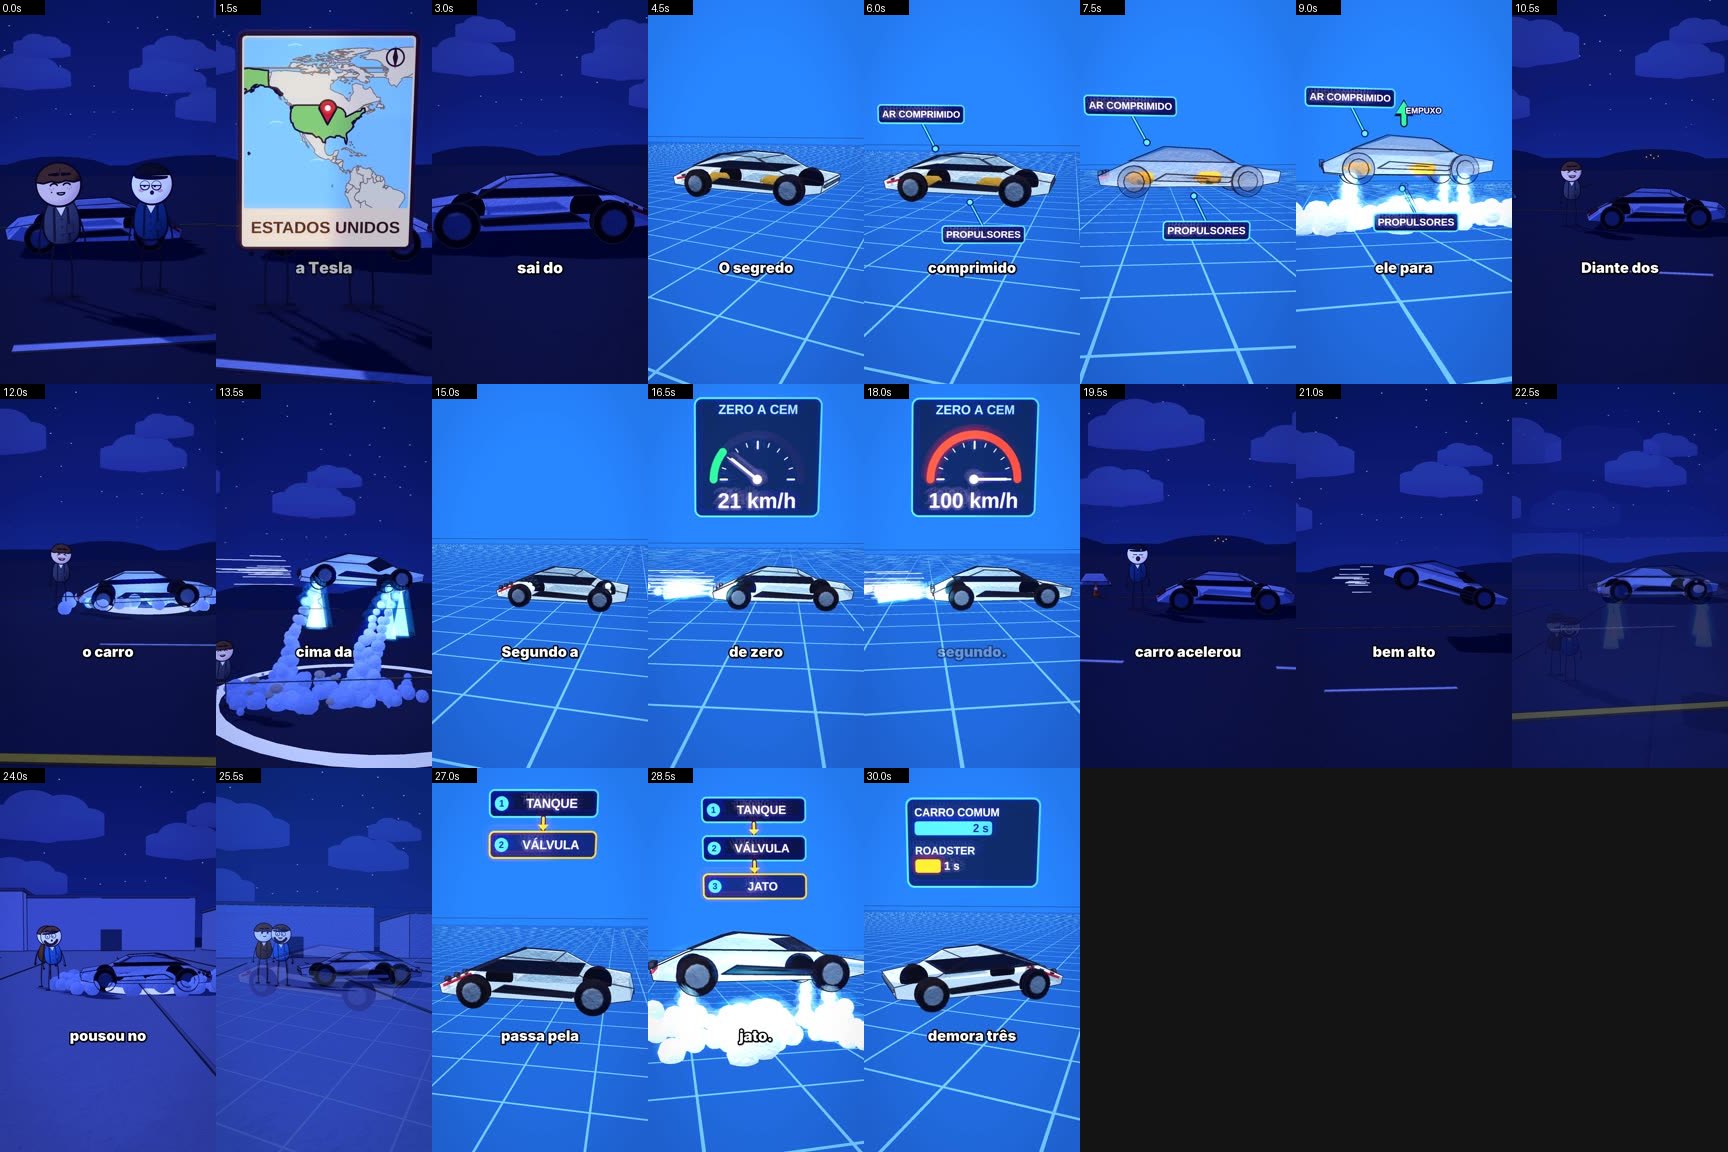 0.0s
1.5s
ESTADOS UNIDOS
a Tesla
3.0s
sai do
4.5s
O segredo
6.0s
AR COMPRIMIDO
PROPULSORES
comprimido
7.5s
AR COMPRIMIDO
PROPULSORES
9.0s
AR COMPRIMIDO
EMPUXO
PROPULSORES
ele para
10.5s
Diante dos
12.0s
o carro
13.5s
cima da
15.0s
Segundo a
16.5s
ZERO A CEM
21 km/h
de zero
18.0s
ZERO A CEM
100 km/h
segundo.
19.5s
carro acelerou
21.0s
bem alto
22.5s
24.0s
pousou no
25.5s
27.0s
1 TANQUE
2 VÁLVULA
passa pela
28.5s
1 TANQUE
2 VÁLVULA
3 JATO
jato.
30.0s
CARRO COMUM
2 s
ROADSTER
1 s
demora três